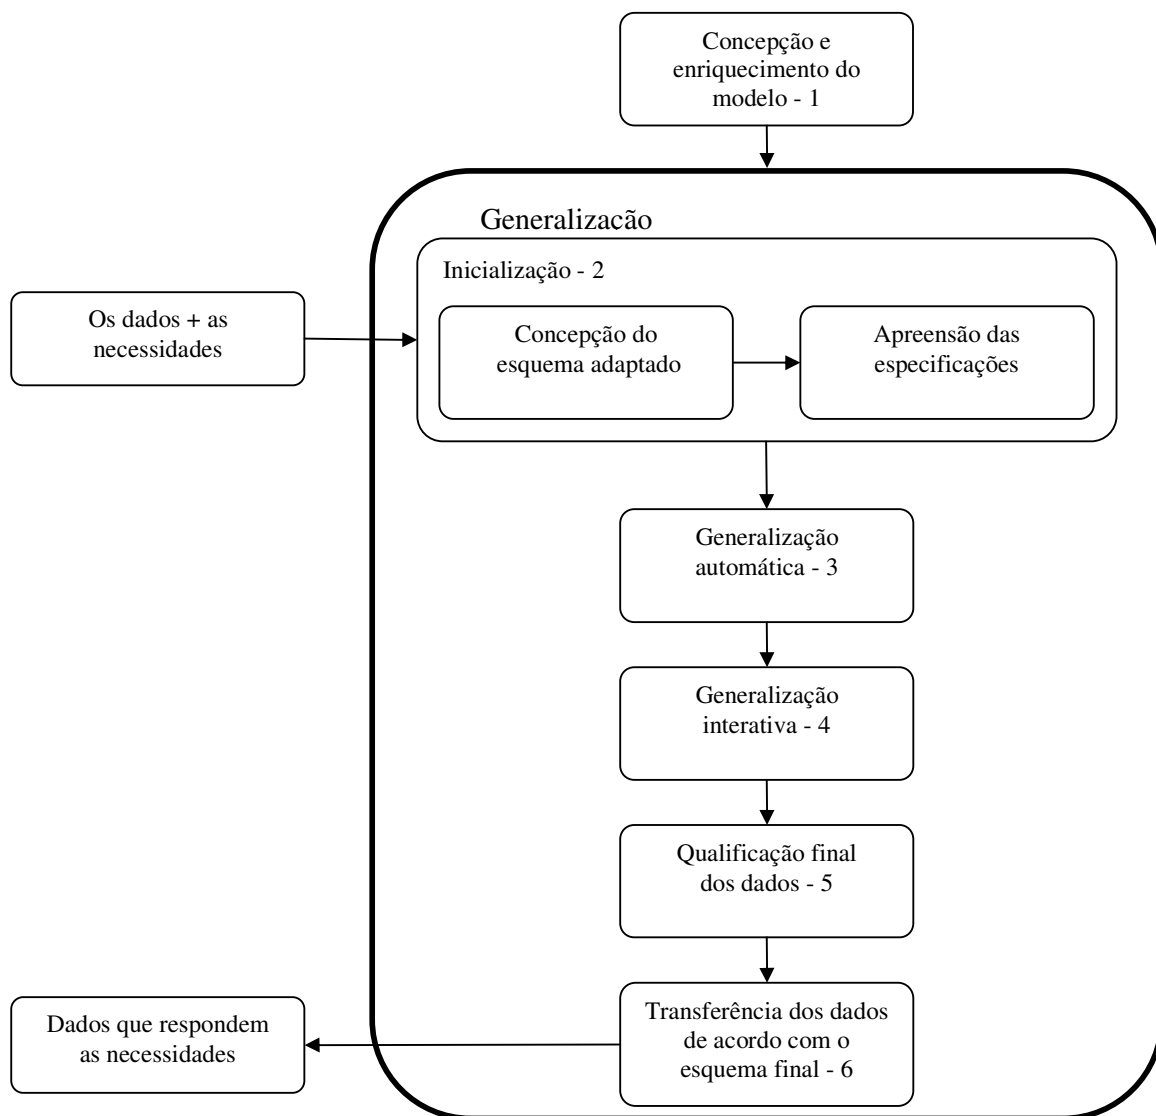 Concepção e
enriquecimento do
modelo - 1
Generalizacão
Inicialização - 2
Os dados + as
necessidades
Concepção do
esquema adaptado
Apreensão das
especificações
Generalização
automática - 3
Generalização
interativa - 4
Qualificação final
dos dados - 5
Transferência dos dados
de acordo com o
esquema final - 6
Dados que respondem
as necessidades